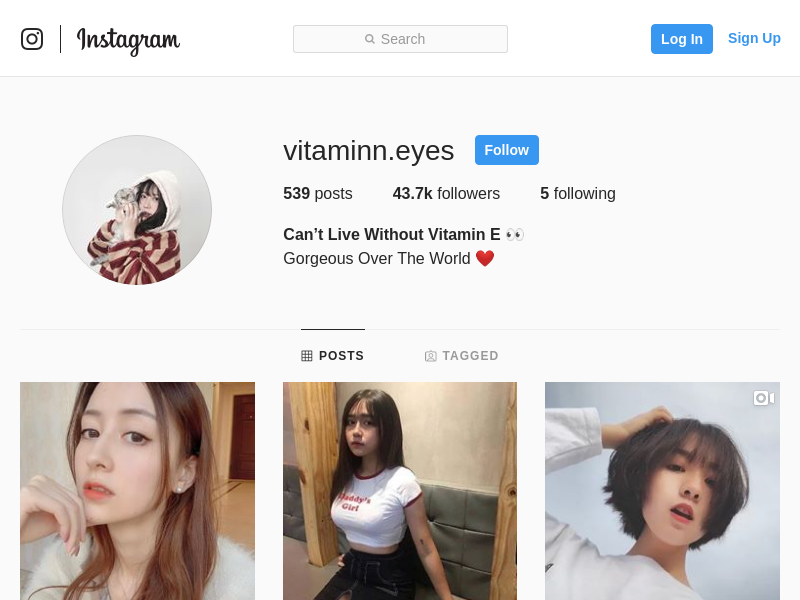 Instagram
Search
Log In
Sign Up
vitaminn.eyes
Follow
539 posts
43.7k followers
5 following
Can’t Live Without Vitamin E 👀
Gorgeous Over The World ❤️
POSTS
TAGGED
Daddy's
Girl